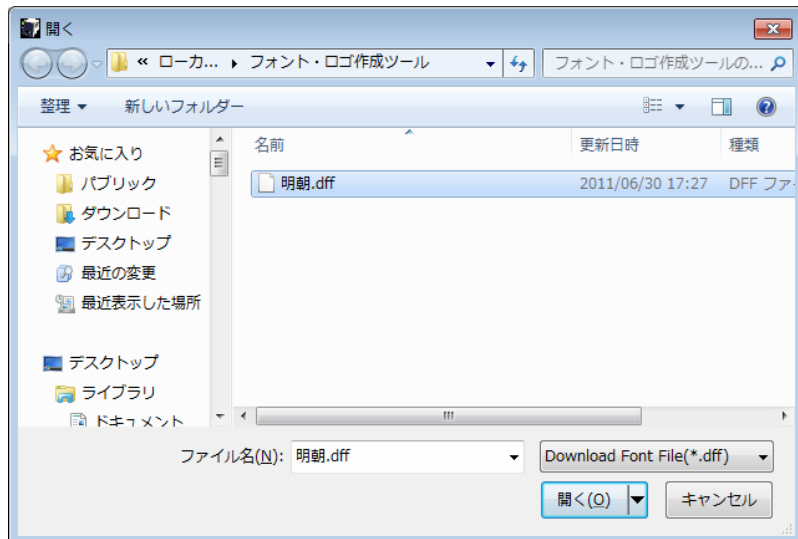 開く
« ローカ... ▸ フォント・ロゴ作成ツール
フォント・ロゴ作成ツールの...
整理 新しいフォルダー
お気に入り
パブリック
ダウンロード
デスクトップ
最近の変更
最近表示した場所
デスクトップ
ライブラリ
ドキュメント
名前 更新日時 種類
明朝.dff 2011/06/30 17:27 DFF ファ
ファイル名(N): 明朝.dff Download Font File(*.dff)
開く(O) キャンセル